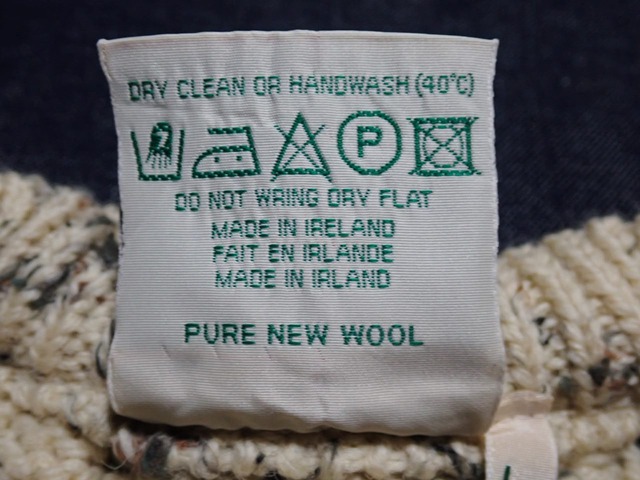 DRY CLEAN OR HANDWASH (40°C)
P
DO NOT WRING DRY FLAT
MADE IN IRELAND
FAIT EN IRLANDE
MADE IN IRLAND
PURE NEW WOOL
L